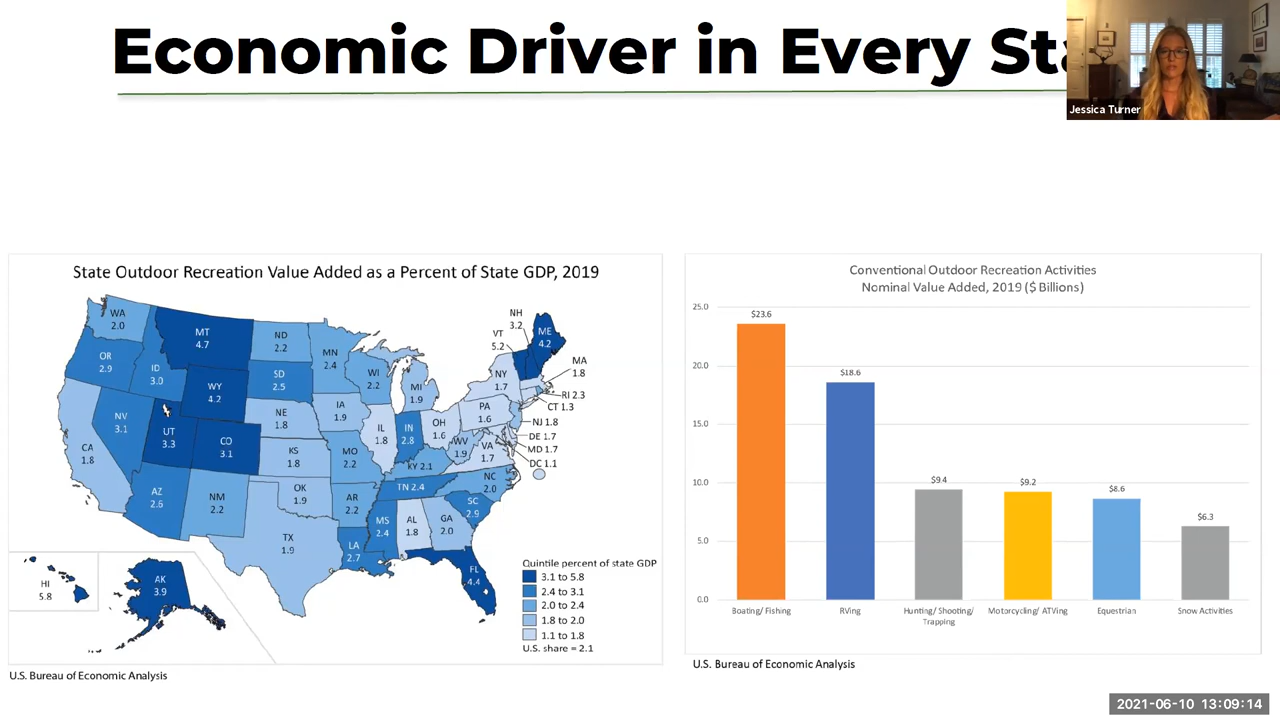 Economic Driver in Every Sta
Jessica Turner
State Outdoor Recreation Value Added as a Percent of State GDP, 2019
WA
2.0
MT
4.7
ND
2.2
MN
2.4
NH
3.2
VT
5.2
ME
4.2
OR
2.9
ID
3.0
WY
4.2
SD
2.5
WI
2.2
MI
1.9
NY
1.7
MA
1.8
RI 2.3
CT 1.3
NV
3.1
UT
3.3
CO
3.1
NE
1.8
IA
1.9
IL
1.8
IN
2.8
OH
1.6
PA
1.6
NJ 1.8
DE 1.7
MD 1.7
DC 1.1
CA
1.8
KS
1.8
MO
2.2
KY 2.1
WV
1.9
VA
1.7
AZ
2.6
NM
2.2
OK
1.9
AR
2.2
TN 2.4
NC
2.0
SC
2.9
TX
1.9
LA
2.7
MS
2.4
AL
1.8
GA
2.0
FL
4.4
HI
5.8
AK
3.9
Quintile percent of state GDP
3.1 to 5.8
2.4 to 3.1
2.0 to 2.4
1.8 to 2.0
1.1 to 1.8
U.S. share = 2.1
U.S. Bureau of Economic Analysis
Conventional Outdoor Recreation Activities
Nominal Value Added, 2019 ($ Billions)
25.0
20.0
15.0
10.0
5.0
0.0
$23.6
$18.6
$9.4
$9.2
$8.6
$6.3
Boating/ Fishing
RVing
Hunting/ Shooting/
Trapping
Motorcycling/ ATVing
Equestrian
Snow Activities
U.S. Bureau of Economic Analysis
2021-06-10 13:09:14